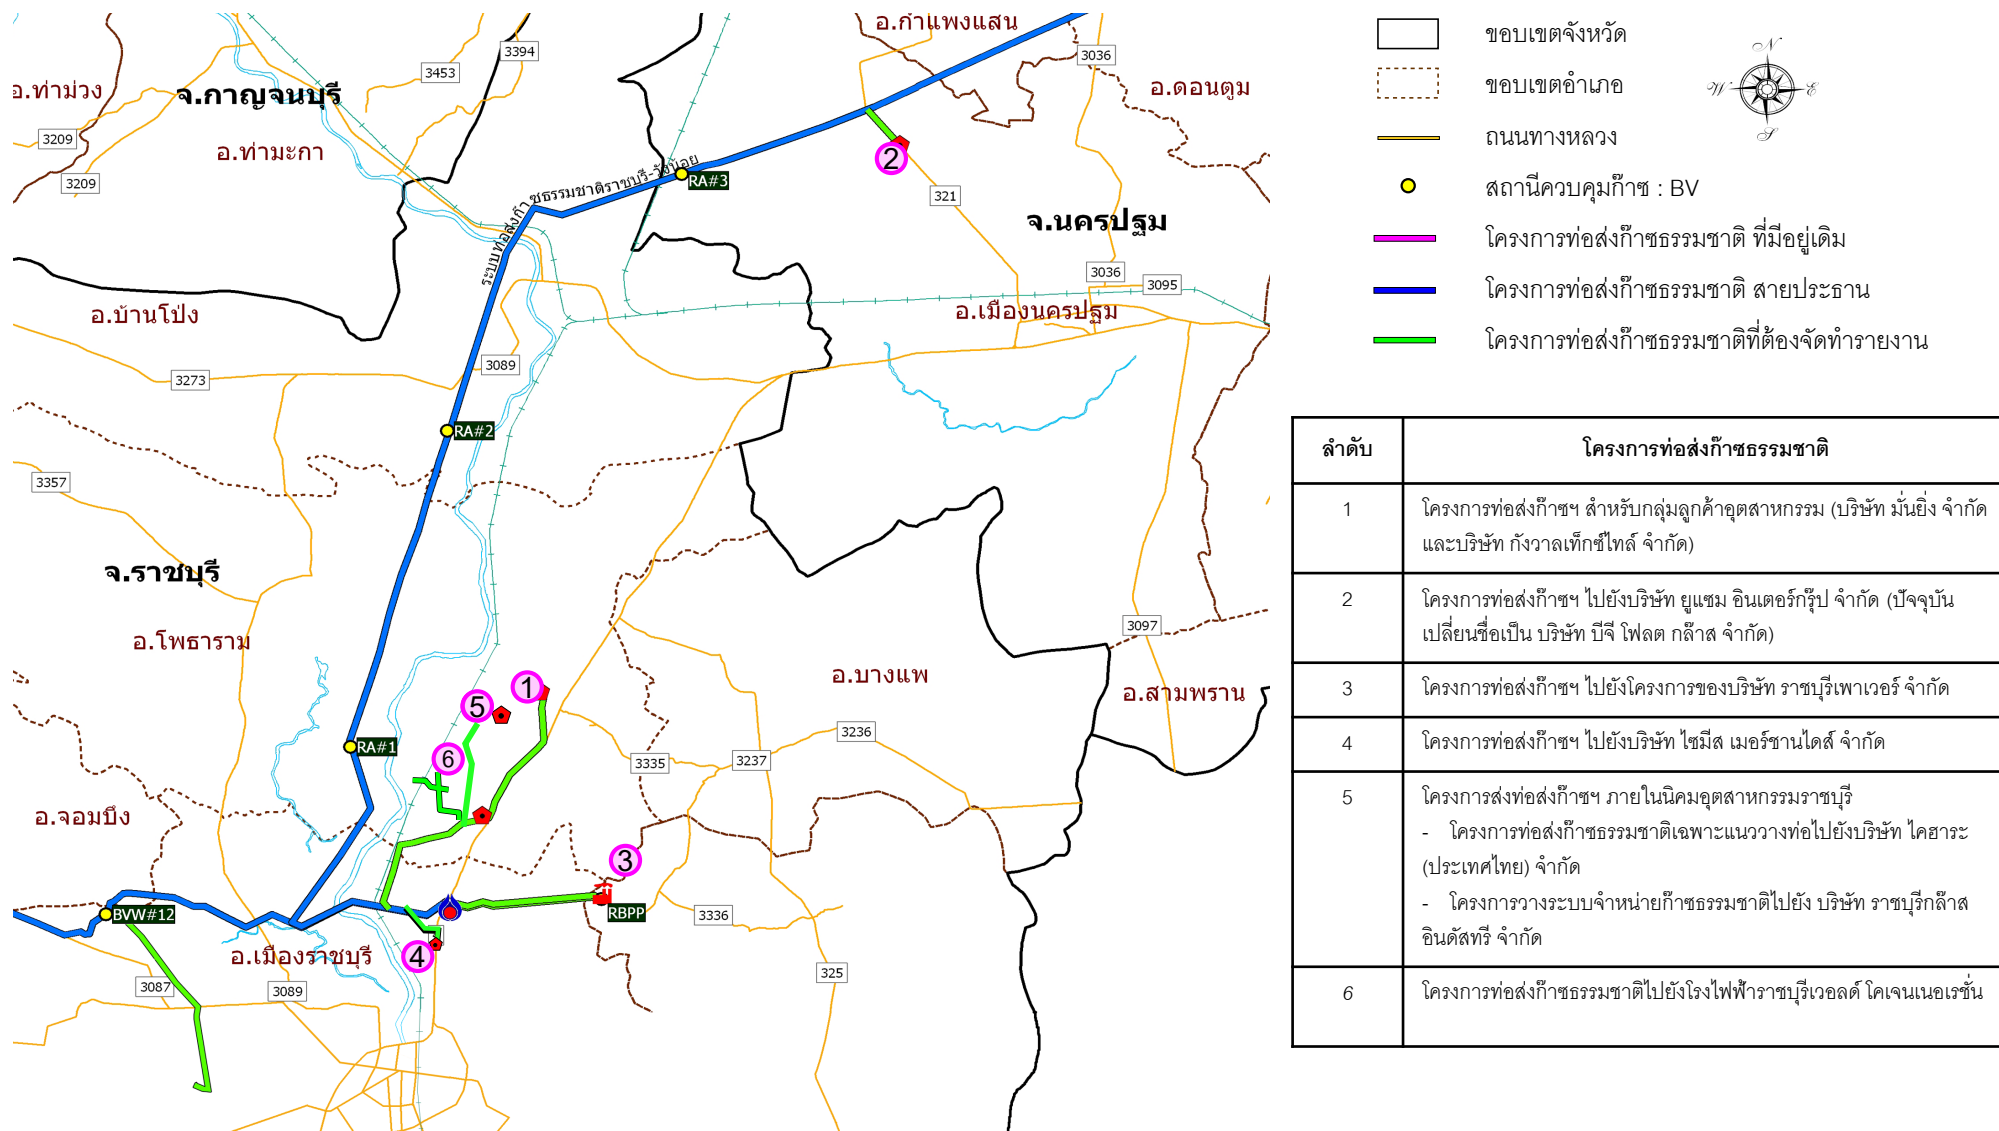 อ.กำแพงแสน
3394
3036
3453
อ.ท่าม่วง
จ.กาญจนบุรี
อ.ดอนตูม
3209
อ.ท่ามะกา
2
3209
RA#3
321
ระบบท่อส่งก๊าซธรรมชาติราชบุรี-วังน้อย
จ.นครปฐม
3036
3095
อ.บ้านโป่ง
อ.เมืองนครปฐม
3089
3273
RA#2
3357
จ.ราชบุรี
3097
อ.โพธาราม
อ.บางแพ
1
อ.สามพราน
5
3236
RA#1
6
3335
3237
อ.จอมบึง
3
BVW#12
RBPP
3336
อ.เมืองราชบุรี
4
325
3087
3089
ขอบเขตจังหวัด
N
ขอบเขตอำเภอ
W
E
ถนนทางหลวง
S
สถานีควบคุมก๊าซ : BV
โครงการท่อส่งก๊าซธรรมชาติ ที่มีอยู่เดิม
โครงการท่อส่งก๊าซธรรมชาติ สายประธาน
โครงการท่อส่งก๊าซธรรมชาติที่ต้องจัดทำรายงาน
ลำดับ โครงการท่อส่งก๊าซธรรมชาติ
1 โครงการท่อส่งก๊าซฯ สำหรับกลุ่มลูกค้าอุตสาหกรรม (บริษัท มั่นยิ่ง จำกัด
และบริษัท กังวาลเท็กซ์ไทล์ จำกัด)
2 โครงการท่อส่งก๊าซฯ ไปยังบริษัท ยูแซม อินเตอร์กรุ๊ป จำกัด (ปัจจุบัน
เปลี่ยนชื่อเป็น บริษัท บีจี โฟลต กล๊าส จำกัด)
3 โครงการท่อส่งก๊าซฯ ไปยังโครงการของบริษัท ราชบุรีเพาเวอร์ จำกัด
4 โครงการท่อส่งก๊าซฯ ไปยังบริษัท ไซมีส เมอร์ชานไดส์ จำกัด
5 โครงการส่งท่อส่งก๊าซฯ ภายในนิคมอุตสาหกรรมราชบุรี
- โครงการท่อส่งก๊าซธรรมชาติเฉพาะแนววางท่อไปยังบริษัท ไคฮาระ
(ประเทศไทย) จำกัด
- โครงการวางระบบจำหน่ายก๊าซธรรมชาติไปยัง บริษัท ราชบุรีกล๊าส
อินดัสทรี จำกัด
6 โครงการท่อส่งก๊าซธรรมชาติไปยังโรงไฟฟ้าราชบุรีเวอลด์ โคเจนเนอเรชั่น